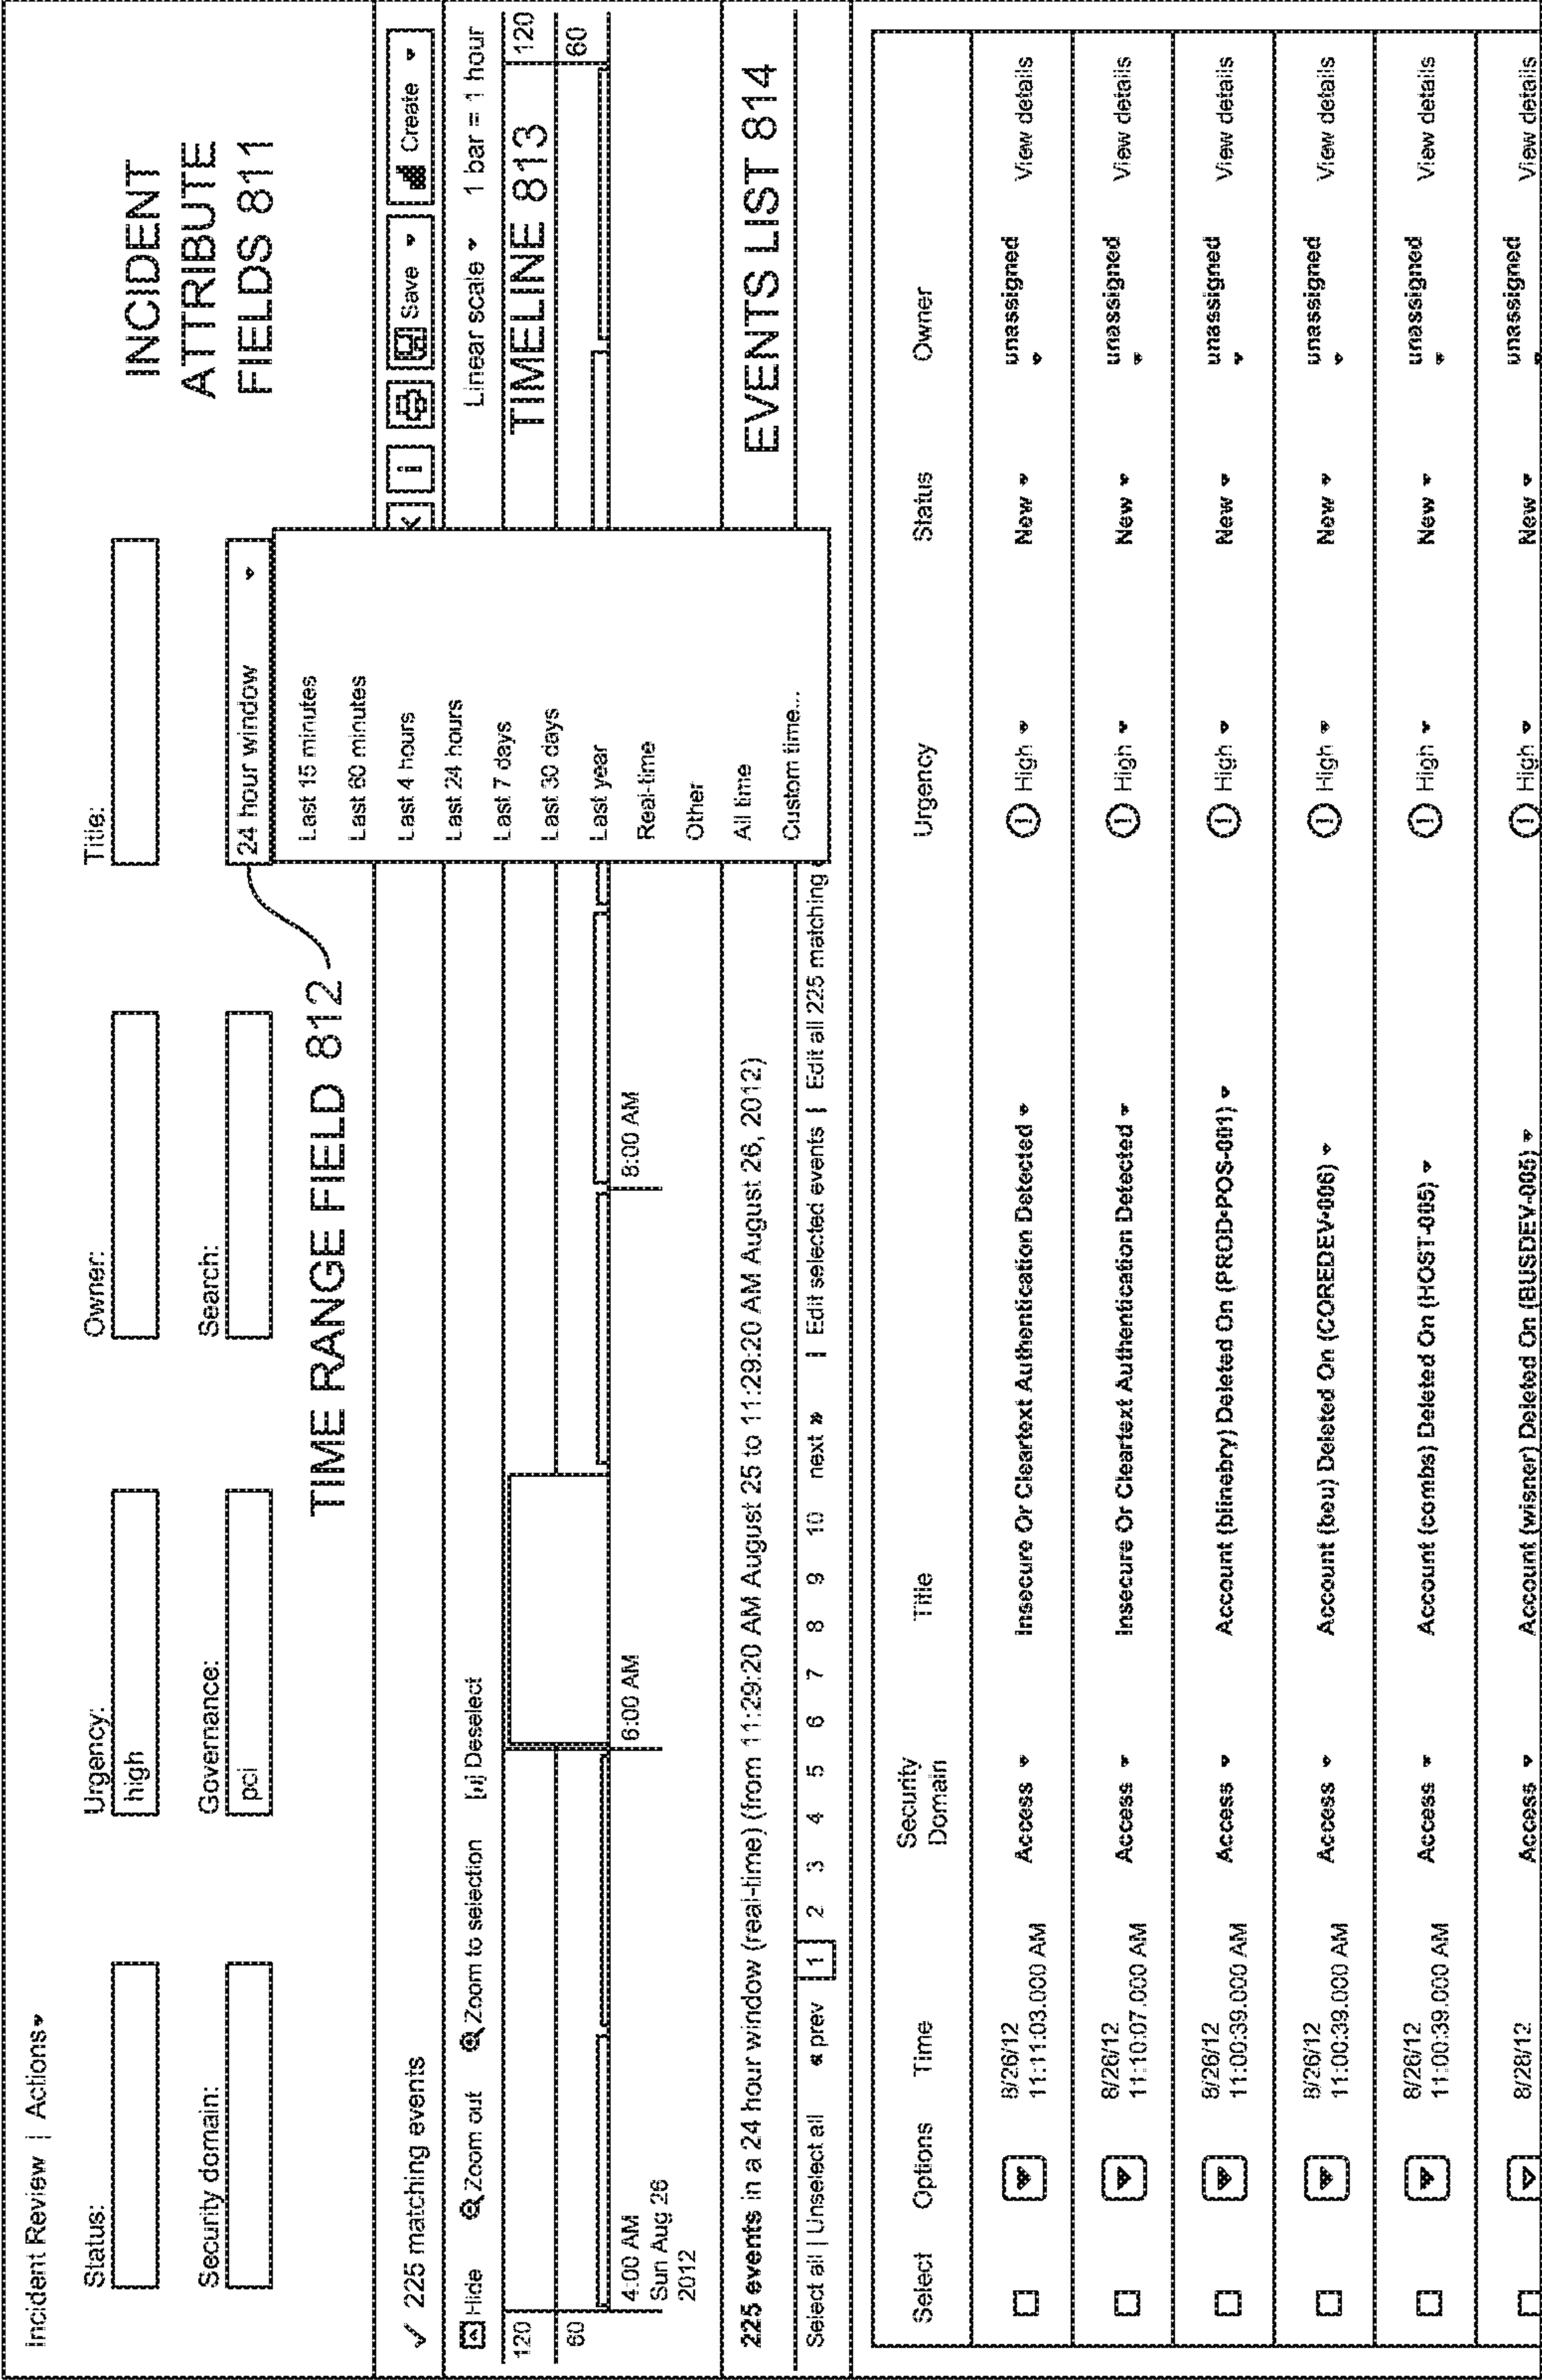 Incident Review | Actions
INCIDENT
ATTRIBUTE
FIELDS 811
Status:
Urgency:
high
Owner:
Title:
Security domain:
Governance:
pci
Search:
24 hour window
TIME RANGE FIELD 812
Last 15 minutes
Last 60 minutes
Last 4 hours
Last 24 hours
Last 7 days
Last 30 days
Last year
Real-time
Other
All time
Custom time...
225 matching events
i
Save
Create
Hide
Zoom out
Zoom to selection
Deselect
Linear scale
1 bar = 1 hour
TIMELINE 813
120
120
60
60
4:00 AM
Sun Aug 26
2012
6:00 AM
8:00 AM
225 events in a 24 hour window (real-time) (from 11:29:20 AM August 25 to 11:29:20 AM August 26, 2012)
EVENTS LIST 814
Select all | Unselect all « prev 1 2 3 4 5 6 7 8 9 10 next » | Edit selected events | Edit all 225 matching
Select Options Time Security Domain Title Urgency Status Owner
8/26/12
11:11:03.000 AM
Access
Insecure Or Cleartext Authentication Detected
High
New
unassigned
View details
8/26/12
11:10:07.000 AM
Access
Insecure Or Cleartext Authentication Detected
High
New
unassigned
View details
8/26/12
11:00:39.000 AM
Access
Account (blinebry) Deleted On (PROD-POS-001)
High
New
unassigned
View details
8/26/12
11:00:39.000 AM
Access
Account (beu) Deleted On (COREDEV-006)
High
New
unassigned
View details
8/26/12
11:00:39.000 AM
Access
Account (combs) Deleted On (HOST-005)
High
New
unassigned
View details
8/28/12
Access
Account (wisner) Deleted On (BUSDEV-005)
High
New
unassigned
View details